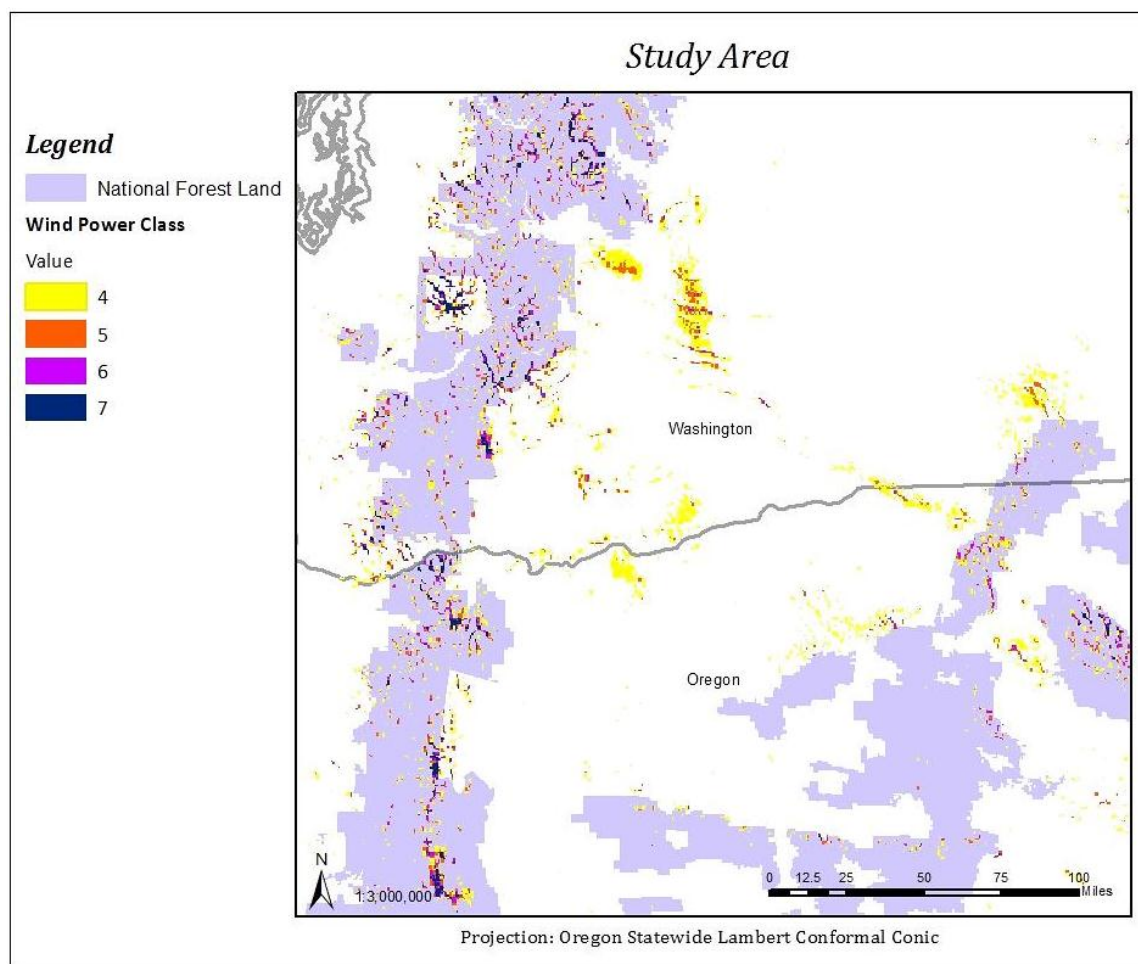 Study Area
Legend
National Forest Land
Wind Power Class
Value
4
5
6
7
Washington
Oregon
N
1:3,000,000
0 12.5 25 50 75 100
Miles
Projection: Oregon Statewide Lambert Conformal Conic